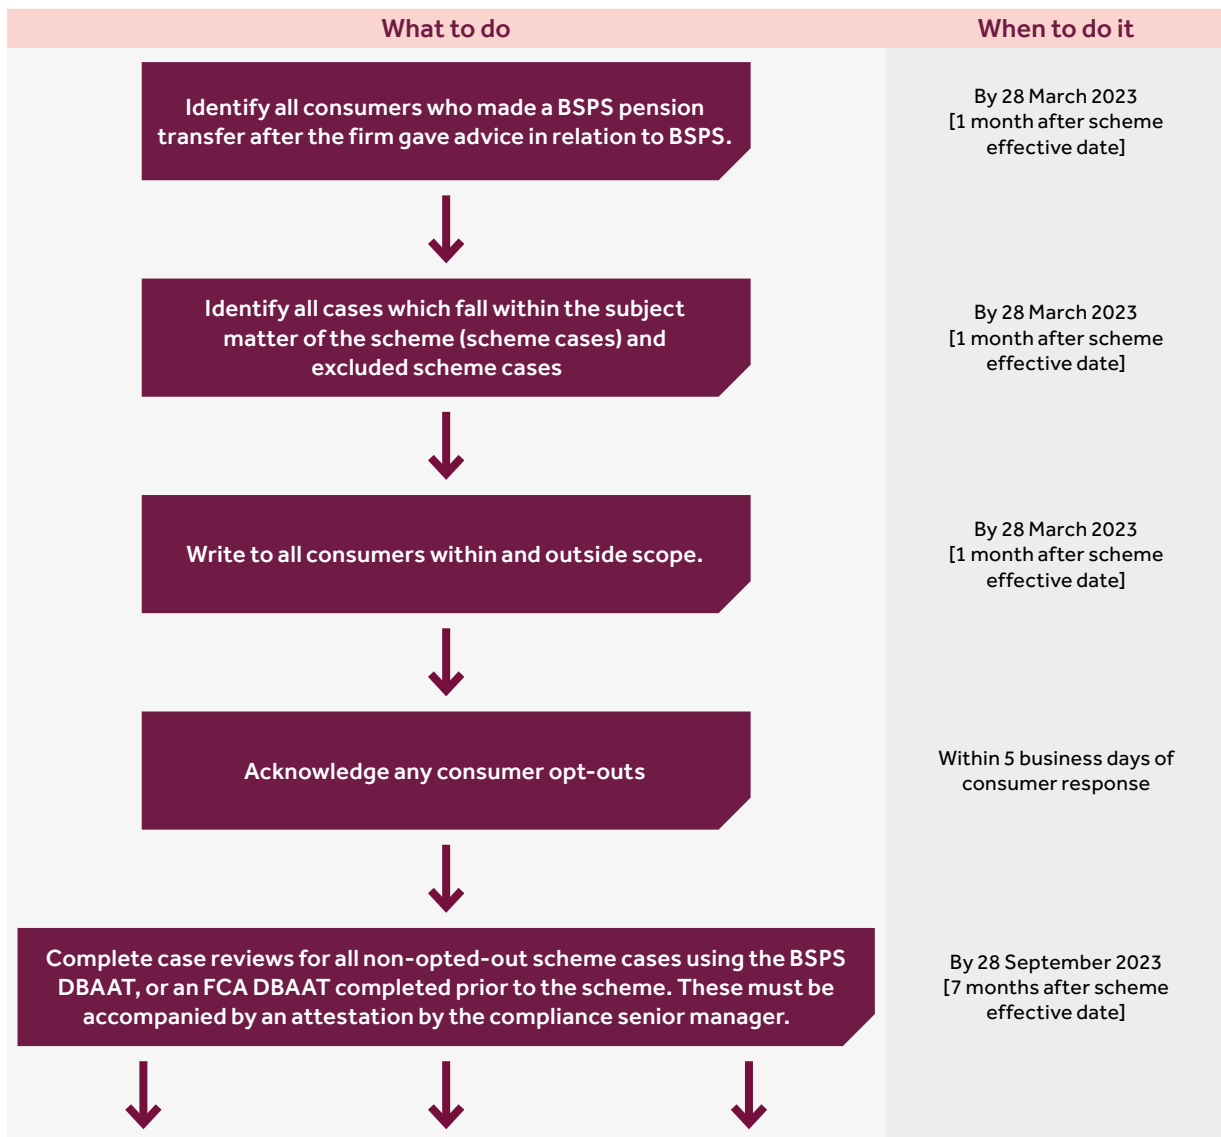 What to do
When to do it
Identify all consumers who made a BSPS pension
transfer after the firm gave advice in relation to BSPS.
By 28 March 2023
[1 month after scheme
effective date]
Identify all cases which fall within the subject
matter of the scheme (scheme cases) and
excluded scheme cases
By 28 March 2023
[1 month after scheme
effective date]
Write to all consumers within and outside scope.
By 28 March 2023
[1 month after scheme
effective date]
Acknowledge any consumer opt-outs
Within 5 business days of
consumer response
Complete case reviews for all non-opted-out scheme cases using the BSPS
DBAAT, or an FCA DBAAT completed prior to the scheme. These must be
accompanied by an attestation by the compliance senior manager.
By 28 September 2023
[7 months after scheme
effective date]